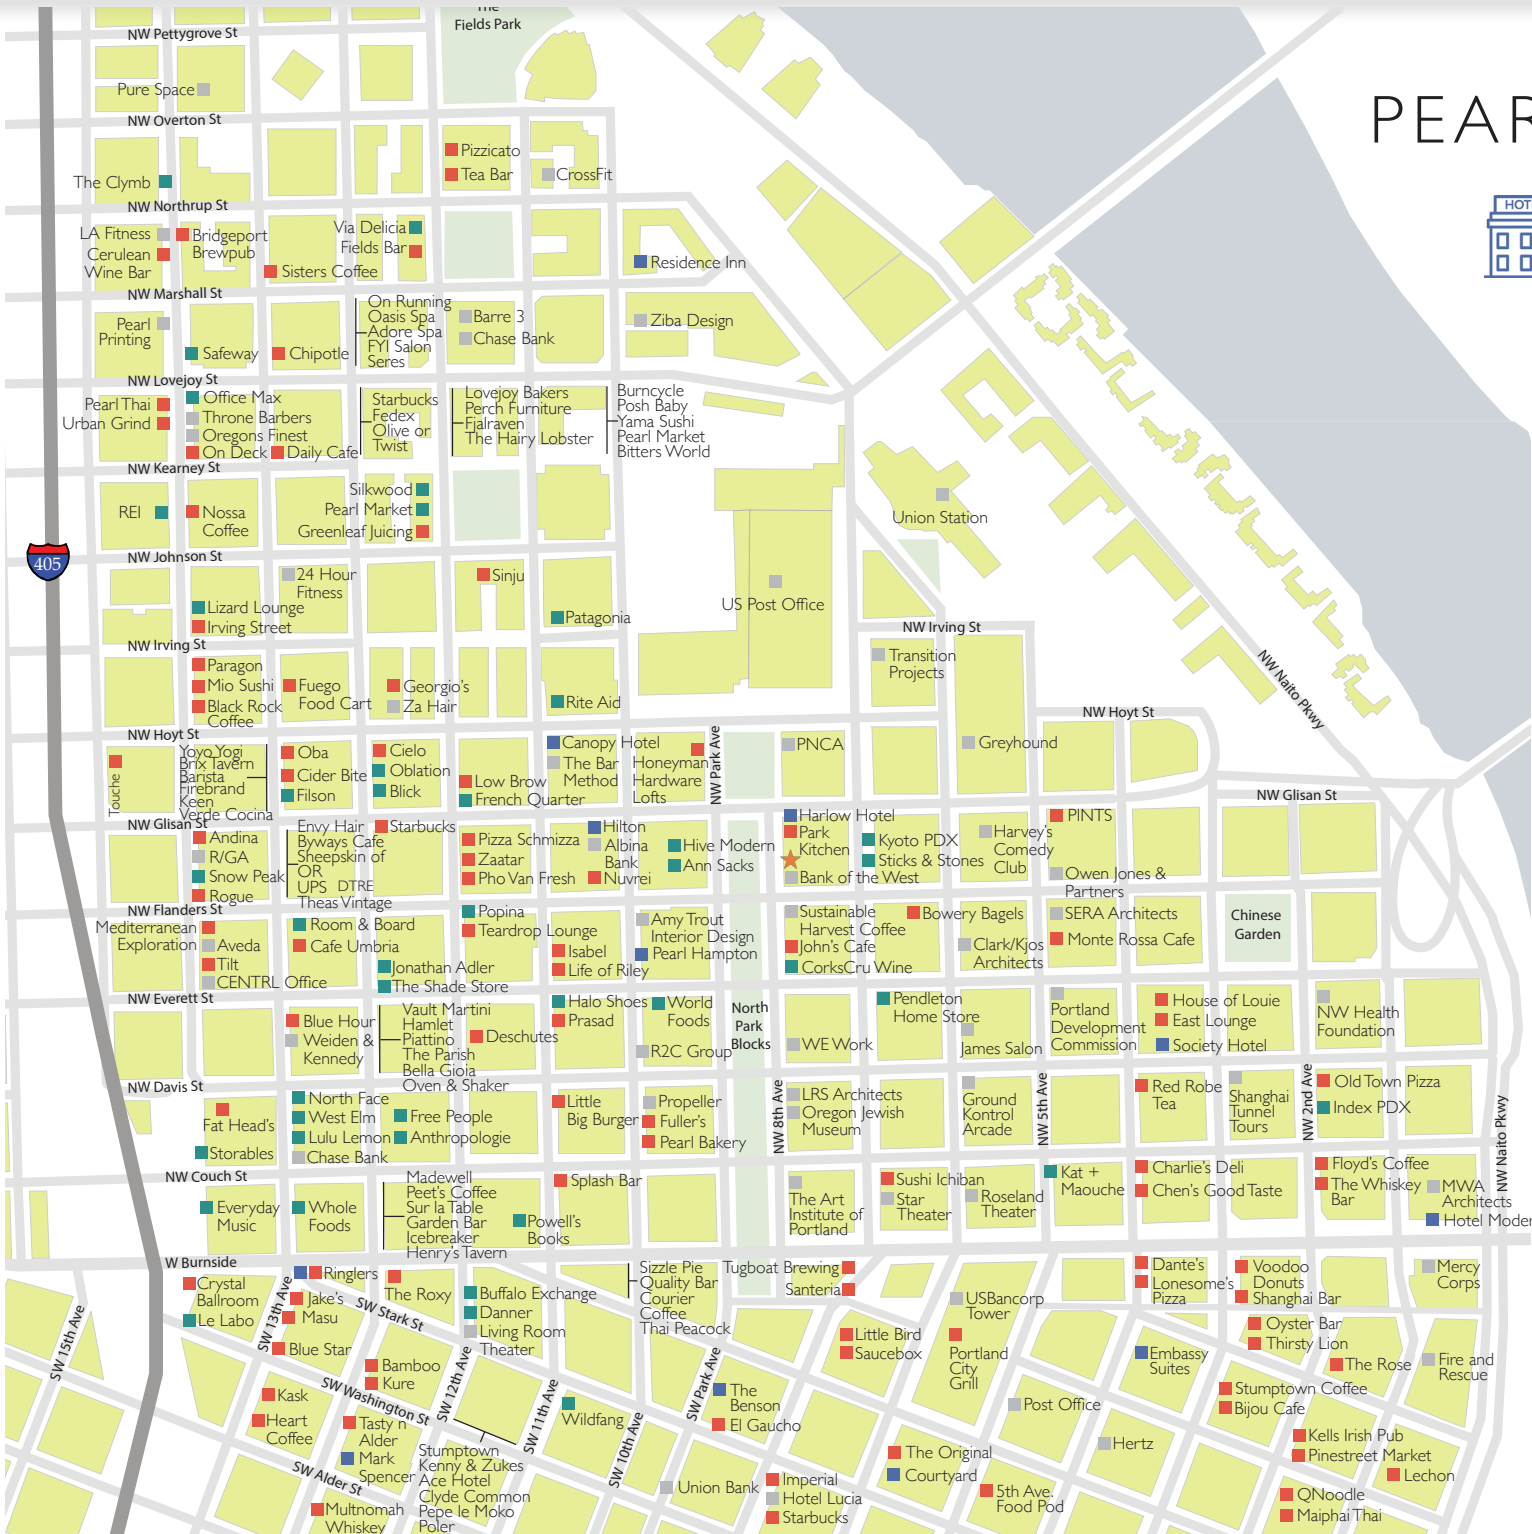 The
Fields Park
NW Pettygrove St
Pure Space
NW Overton St
PEAR
Pizzicato
Tea Bar
CrossFit
The Clymb
NW Northrup St
HOT
LA Fitness
Bridgeport
Brewpub
Cerulean
Wine Bar
Via Delicia
Fields Bar
Sisters Coffee
Residence Inn
NW Marshall St
On Running
Oasis Spa
Adore Spa
FYI Salon
Seres
Pearl
Printing
Safeway
Chipotle
Barre 3
Chase Bank
Ziba Design
NW Lovejoy St
Pearl Thai
Urban Grind
Office Max
Throne Barbers
Oregons Finest
On Deck
Daily Cafe
Starbucks
Fedex
Olive or
Twist
Lovejoy Bakers
Perch Furniture
Fjalraven
The Hairy Lobster
Burncycle
Posh Baby
Yama Sushi
Pearl Market
Bitters World
NW Kearney St
REI
Nossa
Coffee
Silkwood
Pearl Market
Greenleaf Juicing
Union Station
NW Johnson St
405
24 Hour
Fitness
Lizard Lounge
Irving Street
Sinju
Patagonia
US Post Office
NW Irving St
NW Irving St
Transition
Projects
Paragon
Mio Sushi
Black Rock
Coffee
Fuego
Food Cart
Georgio's
Za Hair
Rite Aid
NW Naito Pkwy
NW Hoyt St
NW Hoyt St
Touche
Yoyo Yogi
Brix Tavern
Barista
Firebrand
Keen
Verde Cocina
Oba
Cider Bite
Filson
Cielo
Oblation
Blick
Low Brow
French Quarter
Canopy Hotel
The Bar
Method
Honeyman
Hardware
Lofts
NW Park Ave
PNCA
Greyhound
NW Glisan St
NW Glisan St
Andina
R/GA
Snow Peak
Rogue
Envy Hair
Byways Cafe
Sheepskin of
OR
UPS DTRE
Theas Vintage
Starbucks
Pizza Schmizza
Zaatar
Pho Van Fresh
Hilton
Albina
Bank
Nuvrei
Hive Modern
Ann Sacks
Harlow Hotel
Park
Kitchen
Bank of the West
Kyoto PDX
Sticks & Stones
Harvey's
Comedy
Club
PINTS
Owen Jones &
Partners
NW Flanders St
Mediterranean
Exploration
Aveda
Tilt
CENTRL Office
Room & Board
Cafe Umbria
Jonathan Adler
The Shade Store
Popina
Teardrop Lounge
Isabel
Life of Riley
Amy Trout
Interior Design
Pearl Hampton
Sustainable
Harvest Coffee
John's Cafe
CorksCru Wine
Bowery Bagels
Clark/Kjos
Architects
SERA Architects
Monte Rossa Cafe
Chinese
Garden
NW Everett St
Blue Hour
Weiden &
Kennedy
Vault Martini
Hamlet
Piattino
The Parish
Bella Gioia
Oven & Shaker
Deschutes
Halo Shoes
Prasad
World
Foods
R2C Group
North
Park
Blocks
WE Work
Pendleton
Home Store
James Salon
Portland
Development
Commission
House of Louie
East Lounge
Society Hotel
NW Health
Foundation
NW Davis St
Fat Head's
Storables
North Face
West Elm
Lulu Lemon
Chase Bank
Free People
Anthropologie
Little
Big Burger
Propeller
Fuller's
Pearl Bakery
NW 8th Ave
LRS Architects
Oregon Jewish
Museum
Ground
Kontrol
Arcade
NW 5th Ave
Red Robe
Tea
Shanghai
Tunnel
Tours
NW 2nd Ave
Old Town Pizza
Index PDX
NW Naito Pkwy
NW Couch St
Everyday
Music
Whole
Foods
Madewell
Peet's Coffee
Sur la Table
Garden Bar
Icebreaker
Henry's Tavern
Powell's
Books
Splash Bar
The Art
Institute of
Portland
Sushi Ichiban
Star
Theater
Roseland
Theater
Kat +
Maouche
Charlie's Deli
Chen's Good Taste
Floyd's Coffee
The Whiskey
Bar
MWA
Architects
Hotel Moder
W Burnside
Crystal
Ballroom
Le Labo
SW 15th Ave
SW 13th Ave
Ringlers
Jake's
Masu
Blue Star
The Roxy
SW Stark St
Buffalo Exchange
Danner
Living Room
Theater
Sizzle Pie
Quality Bar
Courier
Coffee
Thai Peacock
Tugboat Brewing
Santeria
USBancorp
Tower
Dante's
Lonesome's
Pizza
Voodoo
Donuts
Shanghai Bar
Mercy
Corps
Oyster Bar
Thirsty Lion
Little Bird
Saucebox
Portland
City
Grill
Embassy
Suites
The Rose
Fire and
Rescue
Bamboo
Kure
SW Washington St
SW 12th Ave
SW 11th Ave
SW 10th Ave
SW Park Ave
Kask
Heart
Coffee
Tasty n
Alder
Mark
Spencer
Wildfang
The
Benson
El Gaucho
Post Office
Stumptown Coffee
Bijou Cafe
Hertz
Kells Irish Pub
Pinestreet Market
Lechon
SW Alder St
Stumptown
Kenny & Zukes
Ace Hotel
Clyde Common
Pepe le Moko
Poler
Multnomah
Whiskey
Union Bank
Imperial
Hotel Lucia
Starbucks
The Original
Courtyard
5th Ave.
Food Pod
QNoodle
Maiphai Thai